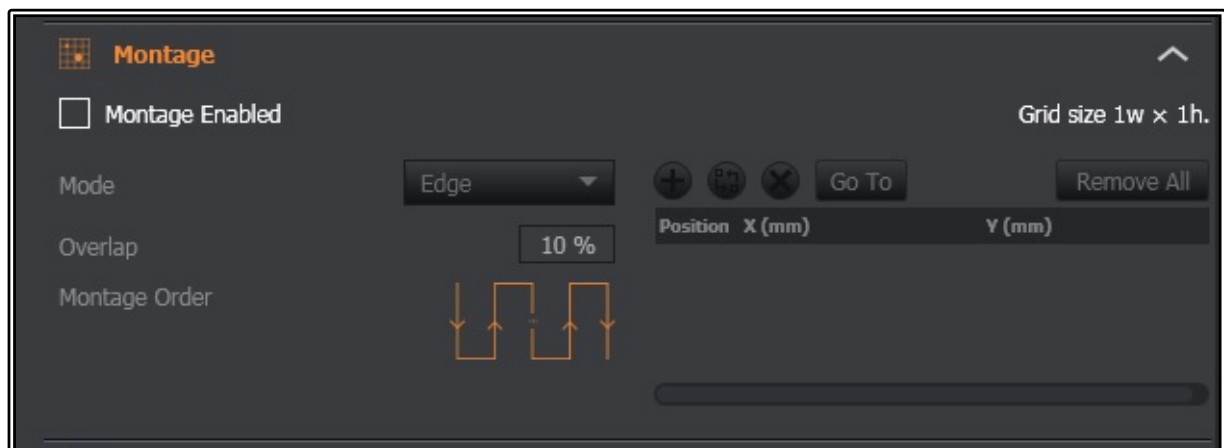 Montage
Montage Enabled
Grid size 1w × 1h.
Mode
Edge
Go To
Remove All
Position X (mm) Y (mm)
Overlap
10 %
Montage Order